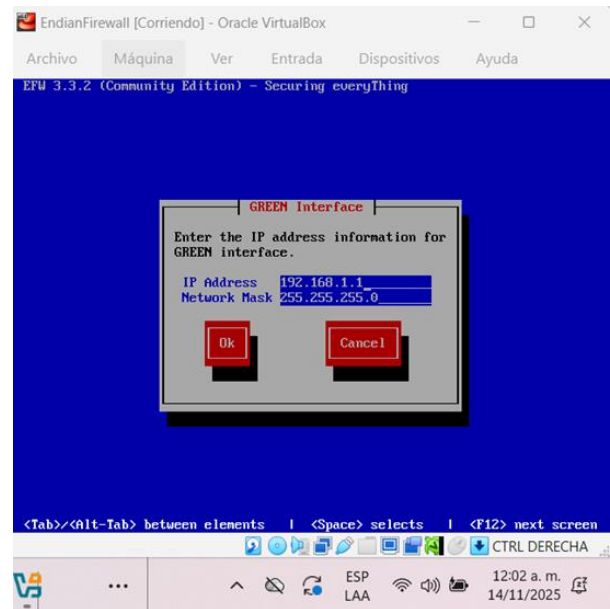 EndianFirewall [Corriendo] - Oracle VirtualBox
Archivo Máquina Ver Entrada Dispositivos Ayuda
EFW 3.3.2 (Community Edition) - Securing everyThing
GREEN Interface
Enter the IP address information for
GREEN interface.
IP Address 192.168.1.1_
Network Mask 255.255.255.0
Ok Cancel
<Tab>/<Alt-Tab> between elements | <Space> selects | <F12> next screen
CTRL DERECHA
ESP
LAA
12:02 a. m.
14/11/2025